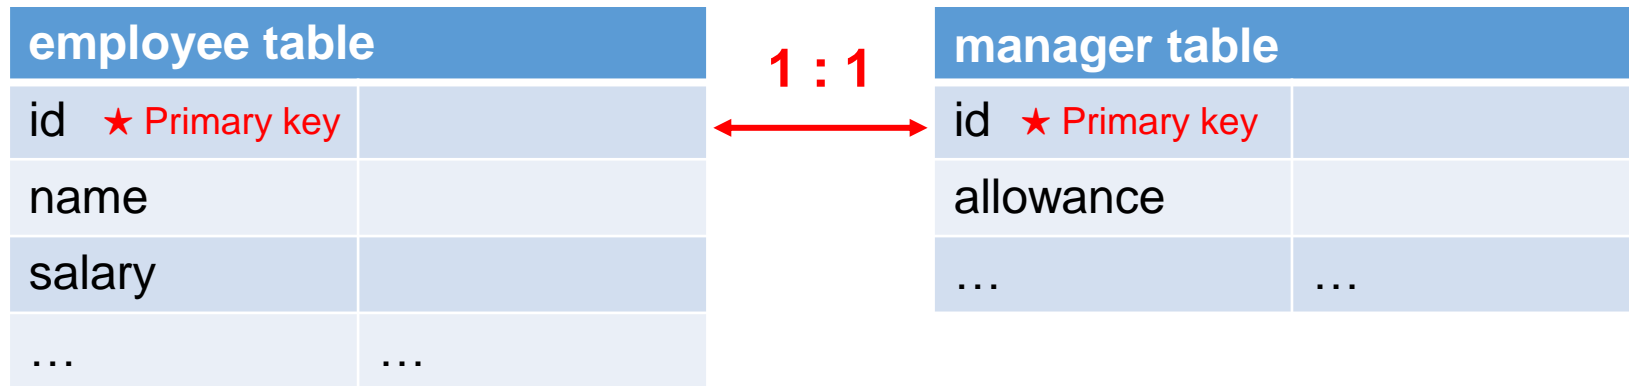 employee table
id ★ Primary key
name
salary
… …
1 : 1
manager table
id ★ Primary key
allowance
… …